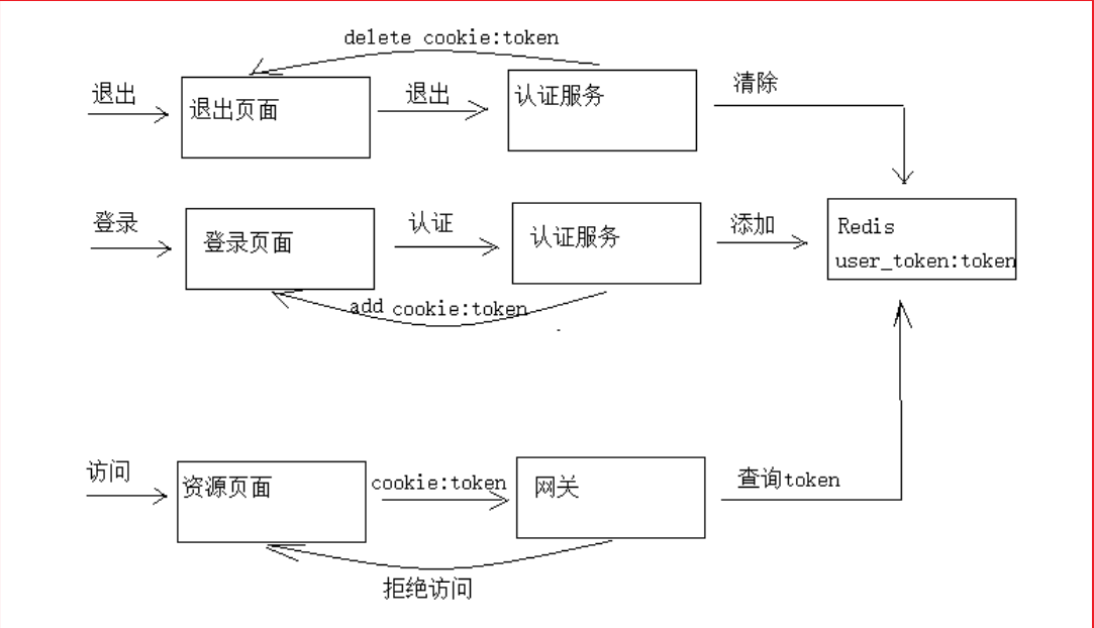 delete cookie:token
退出
退出页面
退出
认证服务
清除
登录
登录页面
认证
认证服务
添加
Redis
user_token:token
add cookie:token
访问
资源页面
cookie:token
网关
查询token
拒绝访问